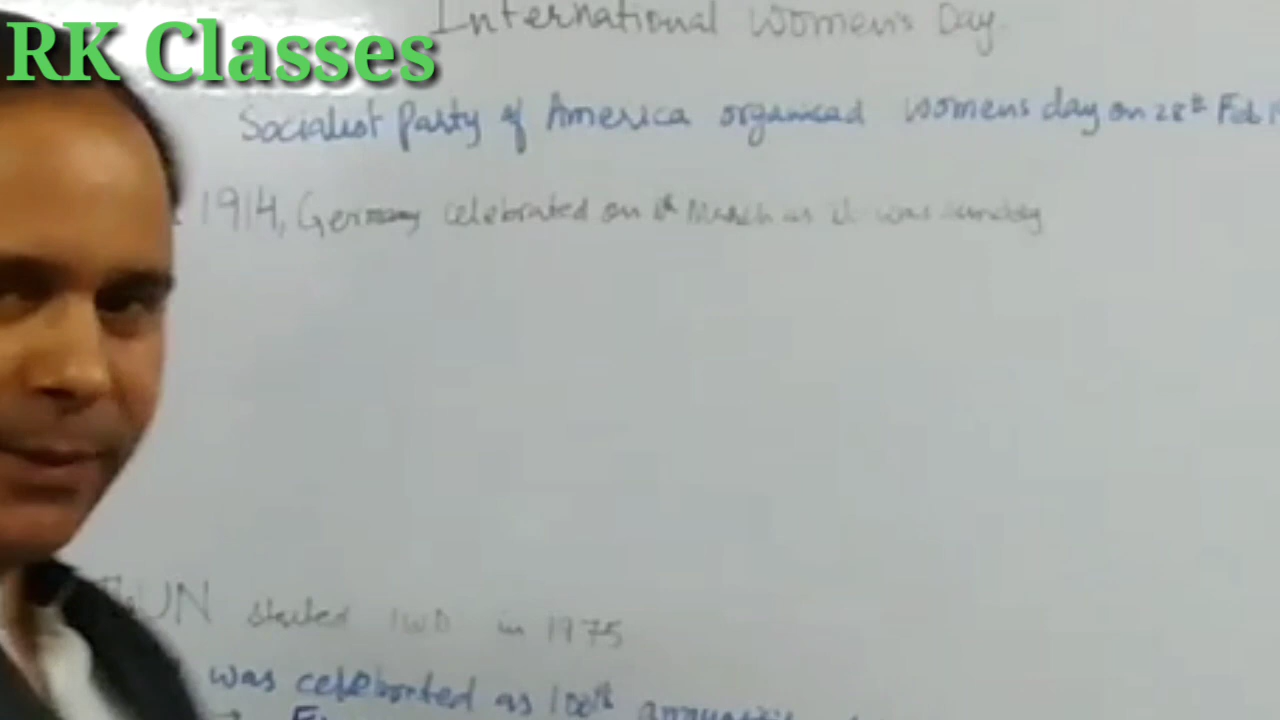 RK Classes
International Women's Day
Socialist Party of America organised womens day on 28th Feb 1
1914, Germany celebrated on 8th March as it was sunday
UN started IWD in 1975
was celebrated as 100th